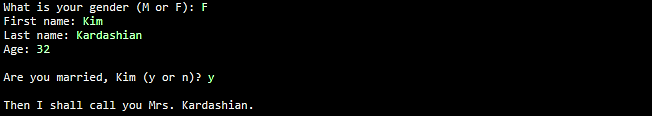 What is your gender (M or F): F
First name: Kim
Last name: Kardashian
Age: 32
Are you married, Kim (y or n)? y
Then I shall call you Mrs. Kardashian.